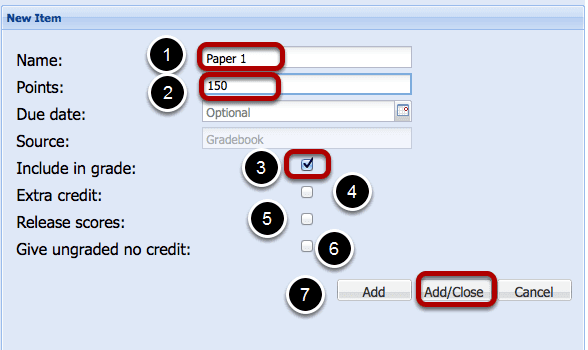 New Item
Name: 1 Paper 1
Points: 2 150
Due date: Optional
Source: Gradebook
Include in grade: 3
Extra credit: 4
Release scores: 5
Give ungraded no credit: 6
7 Add Add/Close Cancel